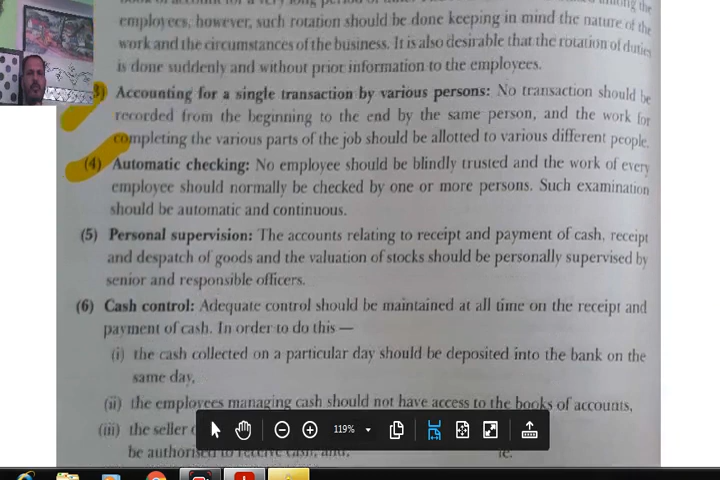 employees, however, such rotation should be done keeping in mind the nature of the
work and the circumstances of the business. It is also desirable that the rotation of duties
is done suddenly and without prior information to the employees.
3) Accounting for a single transaction by various persons: No transaction should be
recorded from the beginning to the end by the same person, and the work for
completing the various parts of the job should be allotted to various different people.
(4) Automatic checking: No employee should be blindly trusted and the work of every
employee should normally be checked by one or more persons. Such examination
should be automatic and continuous.
(5) Personal supervision: The accounts relating to receipt and payment of cash, receipt
and despatch of goods and the valuation of stocks should be personally supervised by
senior and responsible officers.
(6) Cash control: Adequate control should be maintained at all time on the receipt and
payment of cash. In order to do this —
(i) the cash collected on a particular day should be deposited into the bank on the
same day,
(ii) the employees managing cash should not have access to the books of accounts,
(iii) the seller
119%
be authorised to receive cash, and,